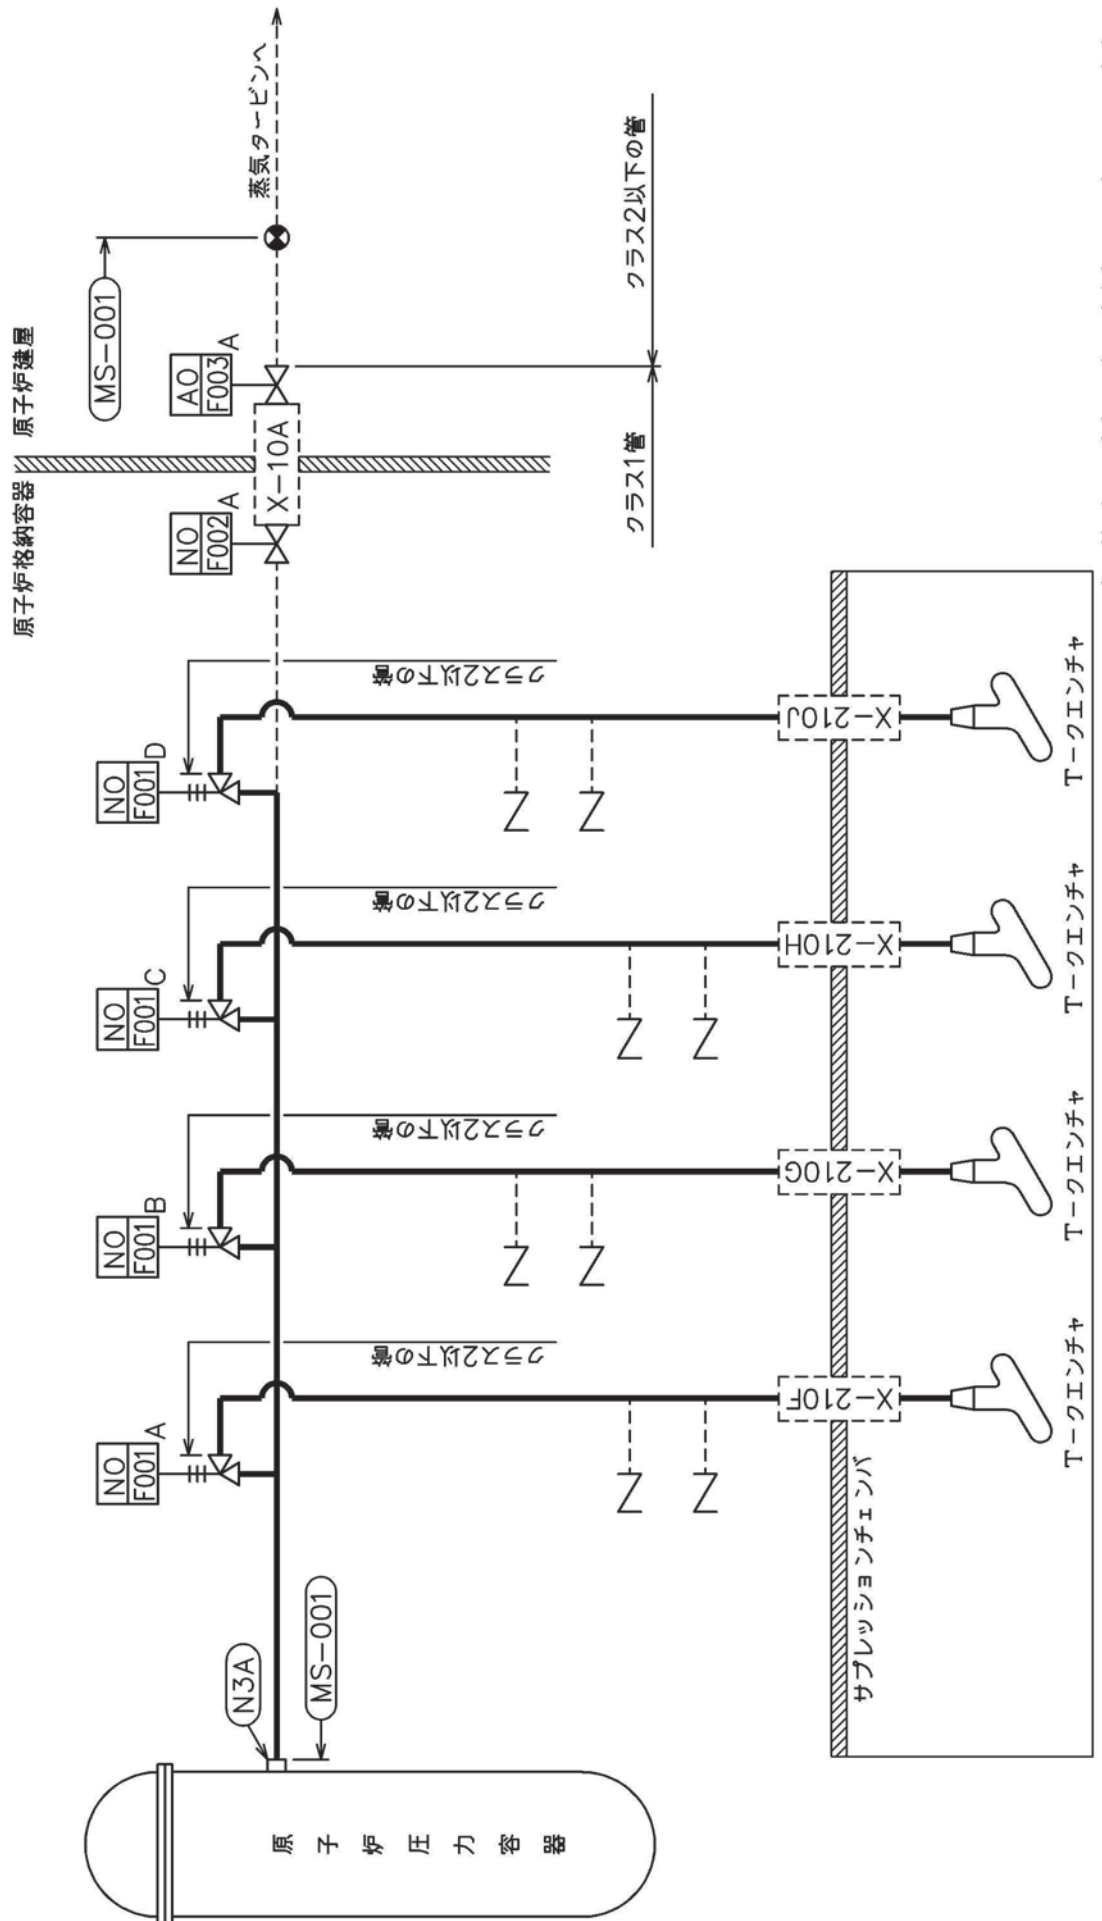 原子炉格納容器
原子炉建屋
MS-001
NO
F002
A
AO
F003
A
X-10A
蒸気タービンへ
クラス1管
クラス2以下の管
NO
F001
A
NO
F001
B
NO
F001
C
NO
F001
D
クラス2以下の管
クラス2以下の管
クラス2以下の管
クラス2以下の管
N3A
MS-001
原子炉圧力容器
サプレッションチェンバ
X-210F
X-210G
X-210H
X-210J
T-クエンチャ
T-クエンチャ
T-クエンチャ
T-クエンチャ